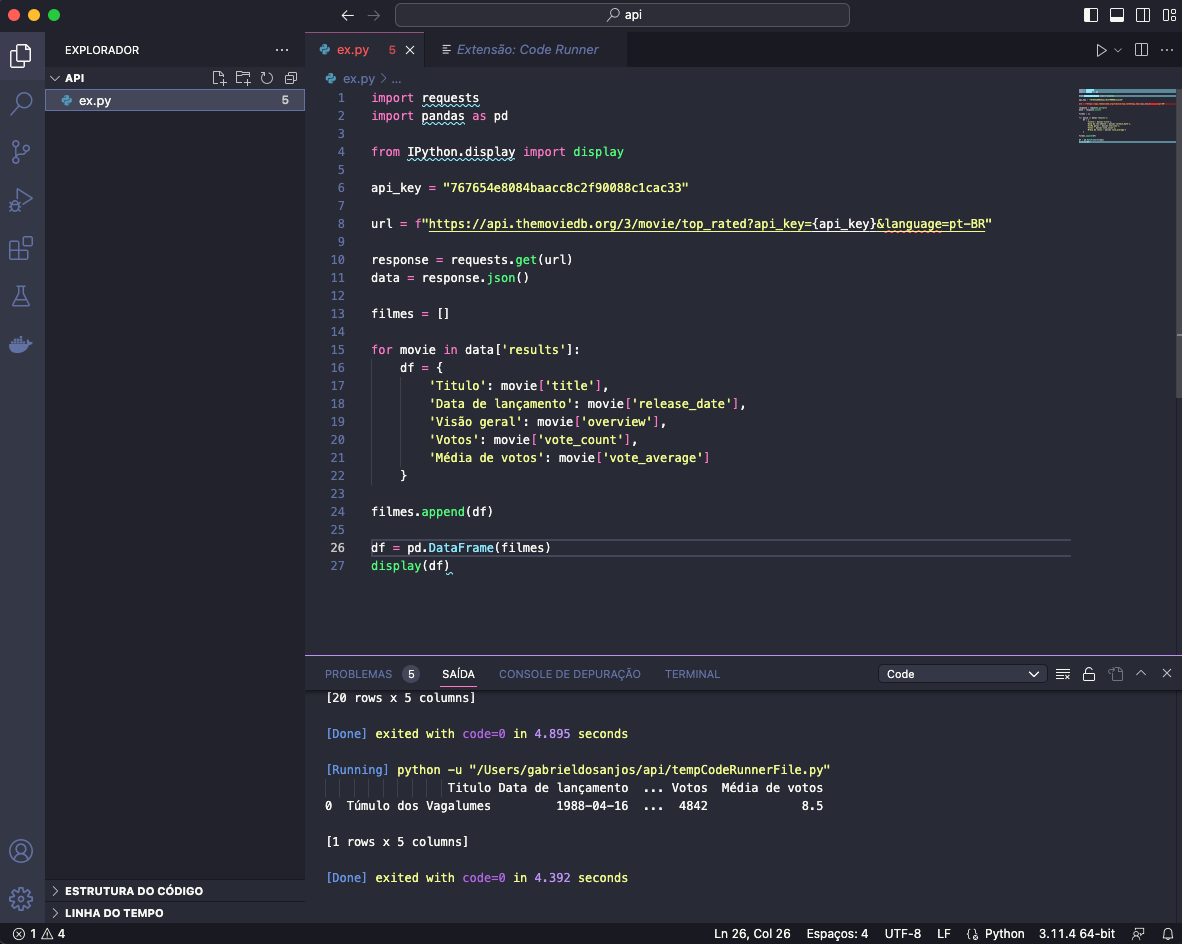 api
EXPLORADOR
ex.py 5
Extensão: Code Runner
API
ex.py 5
ex.py > ...
1 import requests
2 import pandas as pd
3
4 from IPython.display import display
5
6 api_key = "767654e8084baacc8c2f90088c1cac33"
7
8 url = f"https://api.themoviedb.org/3/movie/top_rated?api_key={api_key}&language=pt-BR"
9
10 response = requests.get(url)
11 data = response.json()
12
13 filmes = []
14
15 for movie in data['results']:
16 df = {
17 'Titulo': movie['title'],
18 'Data de lançamento': movie['release_date'],
19 'Visão geral': movie['overview'],
20 'Votos': movie['vote_count'],
21 'Média de votos': movie['vote_average']
22 }
23
24 filmes.append(df)
25
26 df = pd.DataFrame(filmes)
27 display(df)
PROBLEMAS 5 SAÍDA CONSOLE DE DEPURAÇÃO TERMINAL Code
[20 rows x 5 columns]
[Done] exited with code=0 in 4.895 seconds
[Running] python -u "/Users/gabrieldosanjos/api/tempCodeRunnerFile.py"
Titulo Data de lançamento ... Votos Média de votos
0 Túmulo dos Vagalumes 1988-04-16 ... 4842 8.5
[1 rows x 5 columns]
[Done] exited with code=0 in 4.392 seconds
ESTRUTURA DO CÓDIGO
LINHA DO TEMPO
1 4 Ln 26, Col 26 Espaços: 4 UTF-8 LF Python 3.11.4 64-bit